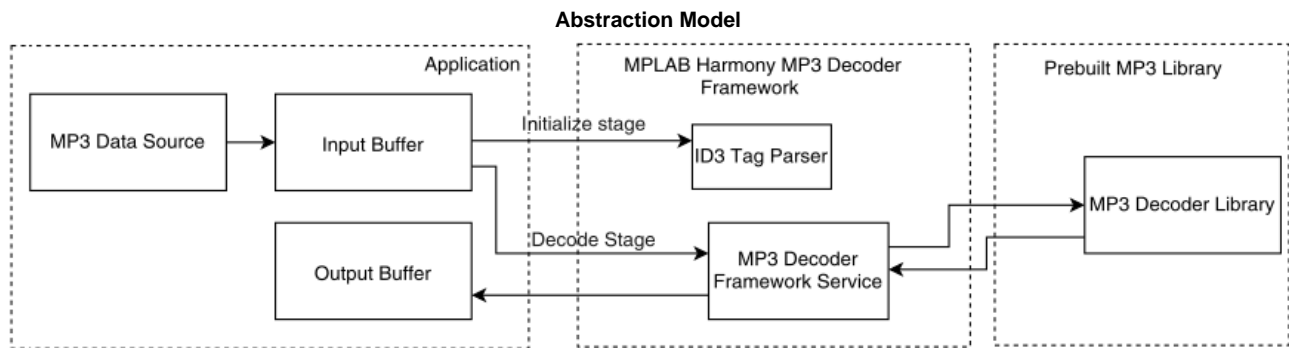 Abstraction Model
Application
MPLAB Harmony MP3 Decoder
Framework
Prebuilt MP3 Library
MP3 Data Source
Input Buffer
Initialize stage
ID3 Tag Parser
MP3 Decoder Library
Output Buffer
Decode Stage
MP3 Decoder
Framework Service